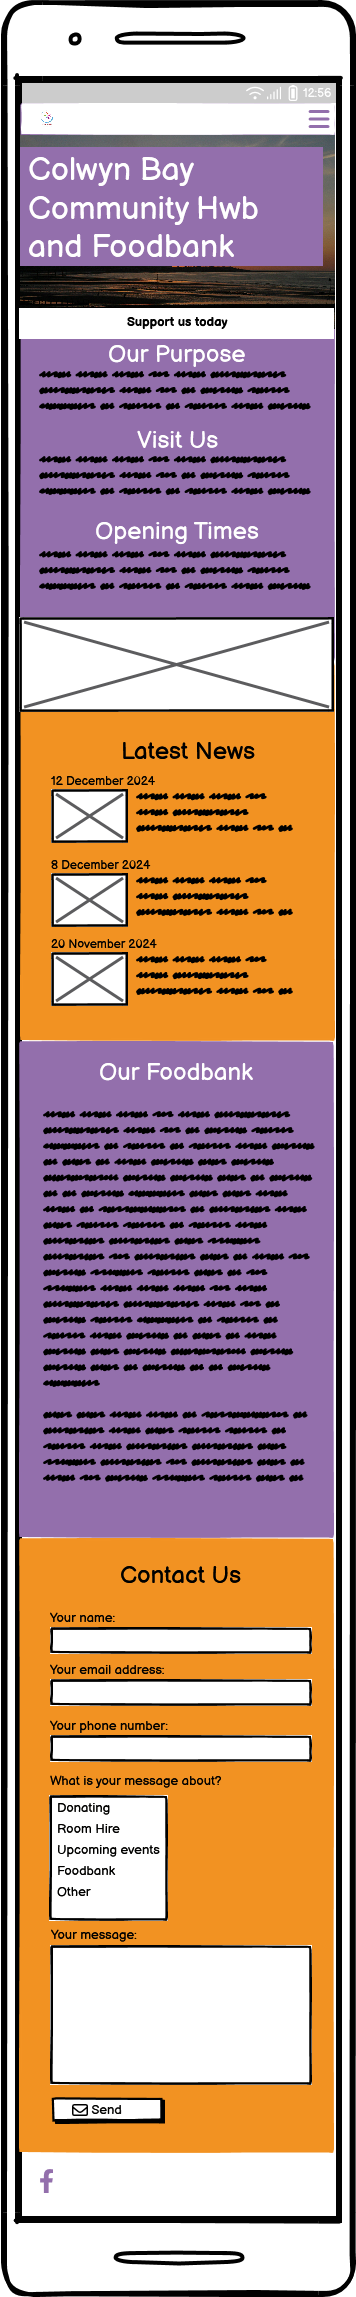 12:56
Colwyn Bay
Community Hwb
and Foodbank
Support us today
Our Purpose
Visit Us
Opening Times
Latest News
12 December 2024
8 December 2024
20 November 2024
Our Foodbank
Contact Us
Your name:
Your email address:
Your phone number:
What is your message about?
Donating
Room Hire
Upcoming events
Foodbank
Other
Your message:
Send